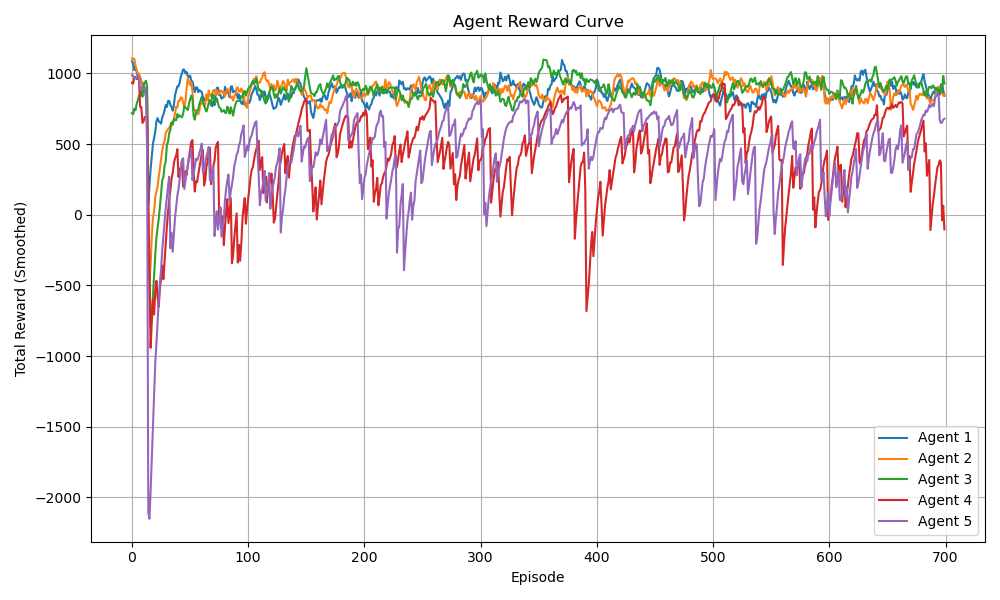 Agent Reward Curve
Total Reward (Smoothed)
1000
500
0
−500
−1000
−1500
−2000
0 100 200 300 400 500 600 700
Episode
Agent 1
Agent 2
Agent 3
Agent 4
Agent 5